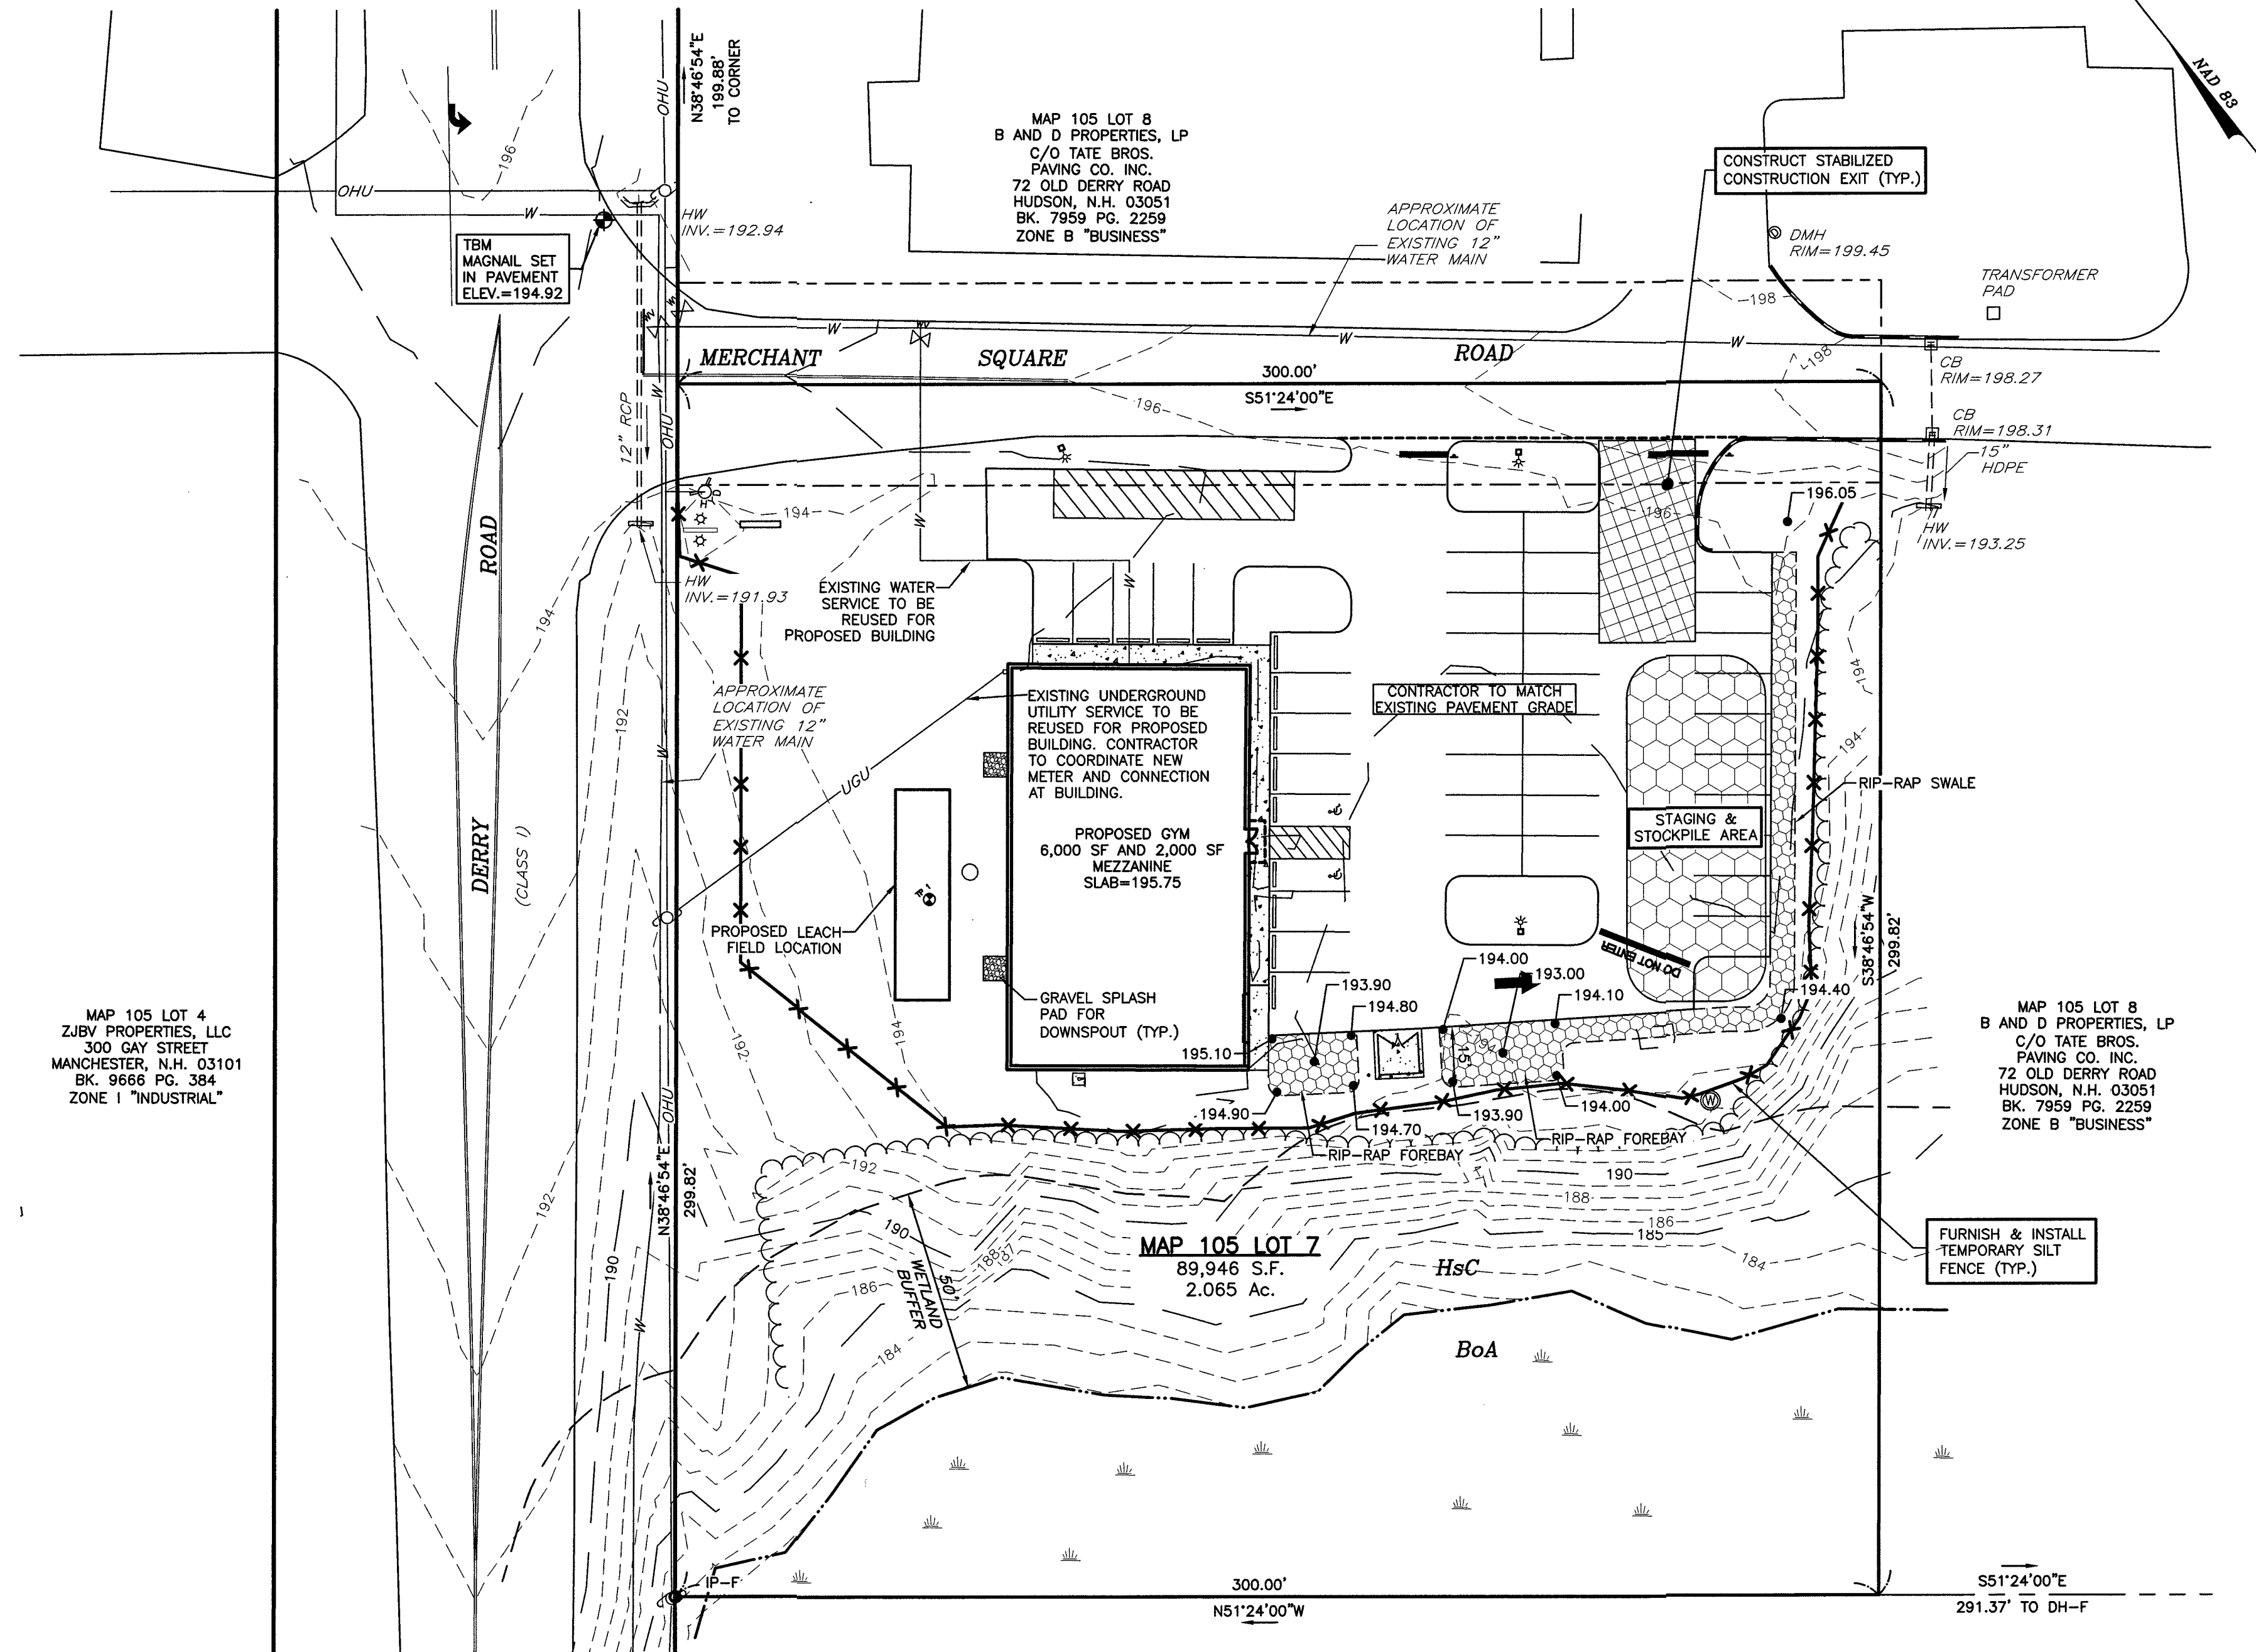 N38°46'54"E
199.88'
TO CORNER
OHU
196
NAD 83
MAP 105 LOT 8
B AND D PROPERTIES, LP
C/O TATE BROS.
PAVING CO. INC.
72 OLD DERRY ROAD
HUDSON, N.H. 03051
BK. 7959 PG. 2259
ZONE B "BUSINESS"
CONSTRUCT STABILIZED
CONSTRUCTION EXIT (TYP.)
OHU
W
HW
INV.=192.94
TBM
MAGNAIL SET
IN PAVEMENT
ELEV.=194.92
APPROXIMATE
LOCATION OF
EXISTING 12"
WATER MAIN
DMH
RIM=199.45
TRANSFORMER
PAD
198
W
W
W
MERCHANT SQUARE ROAD
198
CB
RIM=198.27
300.00'
S51°24'00"E
196
W
OHU
12" RCP
CB
RIM=198.31
15"
HDPE
194
196
196.05
W
HW
INV.=193.25
HW
INV.=191.93
EXISTING WATER
SERVICE TO BE
REUSED FOR
PROPOSED BUILDING
W
194
194
192
APPROXIMATE
LOCATION OF
EXISTING 12"
WATER MAIN
W
UGU
EXISTING UNDERGROUND
UTILITY SERVICE TO BE
REUSED FOR PROPOSED
BUILDING. CONTRACTOR
TO COORDINATE NEW
METER AND CONNECTION
AT BUILDING.
CONTRACTOR TO MATCH
EXISTING PAVEMENT GRADE
194
RIP-RAP SWALE
STAGING &
STOCKPILE AREA
PROPOSED GYM
6,000 SF AND 2,000 SF
MEZZANINE
SLAB=195.75
DERRY ROAD
(CLASS I)
PROPOSED LEACH
FIELD LOCATION
S38°46'54"W
299.82'
DO NOT ENTER
194.00
193.00
193.90
194.80
194.10
194.40
GRAVEL SPLASH
PAD FOR
DOWNSPOUT (TYP.)
194
192
195.10
15'
194
194.90
194.70
193.90
194.00
W
RIP-RAP FOREBAY
RIP-RAP FOREBAY
MAP 105 LOT 4
ZJBV PROPERTIES, LLC
300 GAY STREET
MANCHESTER, N.H. 03101
BK. 9666 PG. 384
ZONE I "INDUSTRIAL"
MAP 105 LOT 8
B AND D PROPERTIES, LP
C/O TATE BROS.
PAVING CO. INC.
72 OLD DERRY ROAD
HUDSON, N.H. 03051
BK. 7959 PG. 2259
ZONE B "BUSINESS"
OHU
N38°46'54"E
299.82'
192
192
190
190
190
188
186
185
184
188
187
186
184
50'
WETLAND
BUFFER
MAP 105 LOT 7
89,946 S.F.
2.065 Ac.
HsC
BoA
FURNISH & INSTALL
TEMPORARY SILT
FENCE (TYP.)
W
IP-F
300.00'
N51°24'00"W
S51°24'00"E
291.37' TO DH-F